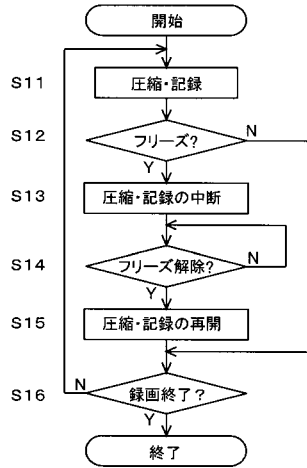 開始
S11
圧縮・記録
S12
フリーズ?
N
Y
S13
圧縮・記録の中断
S14
フリーズ解除?
N
Y
S15
圧縮・記録の再開
S16
N
録画終了?
Y
終了